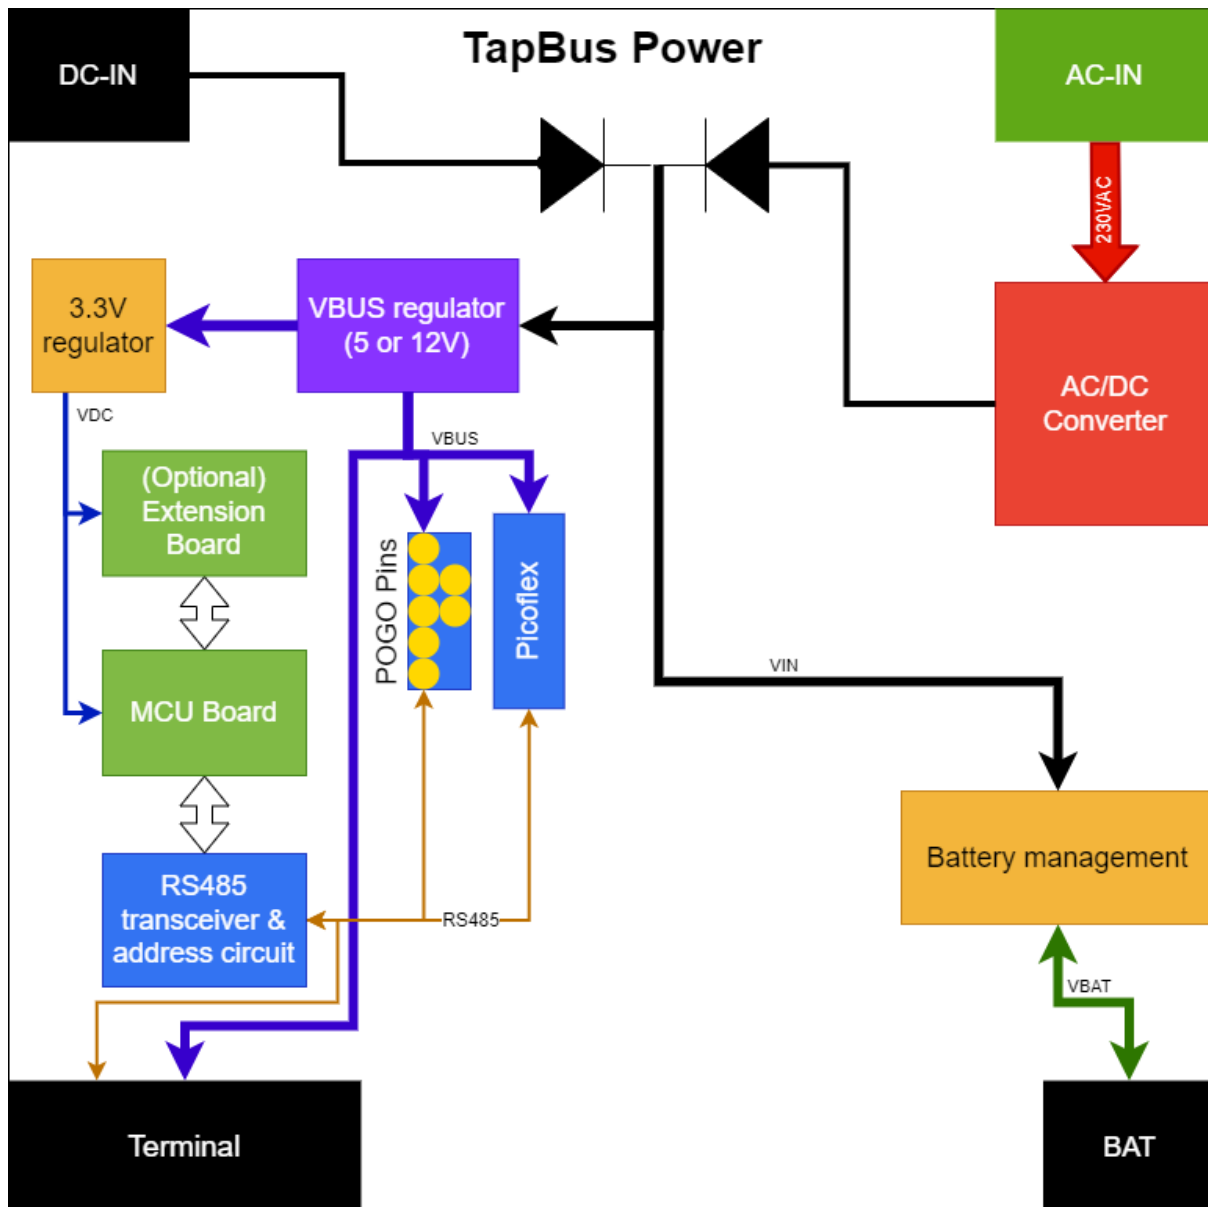 TapBus Power
DC-IN
AC-IN
230VAC
3.3V
regulator
VBUS regulator
(5 or 12V)
AC/DC
Converter
VDC
VBUS
(Optional)
Extension
Board
POGO Pins
Picoflex
VIN
MCU Board
Battery management
RS485
transceiver &
address circuit
RS485
VBAT
Terminal
BAT